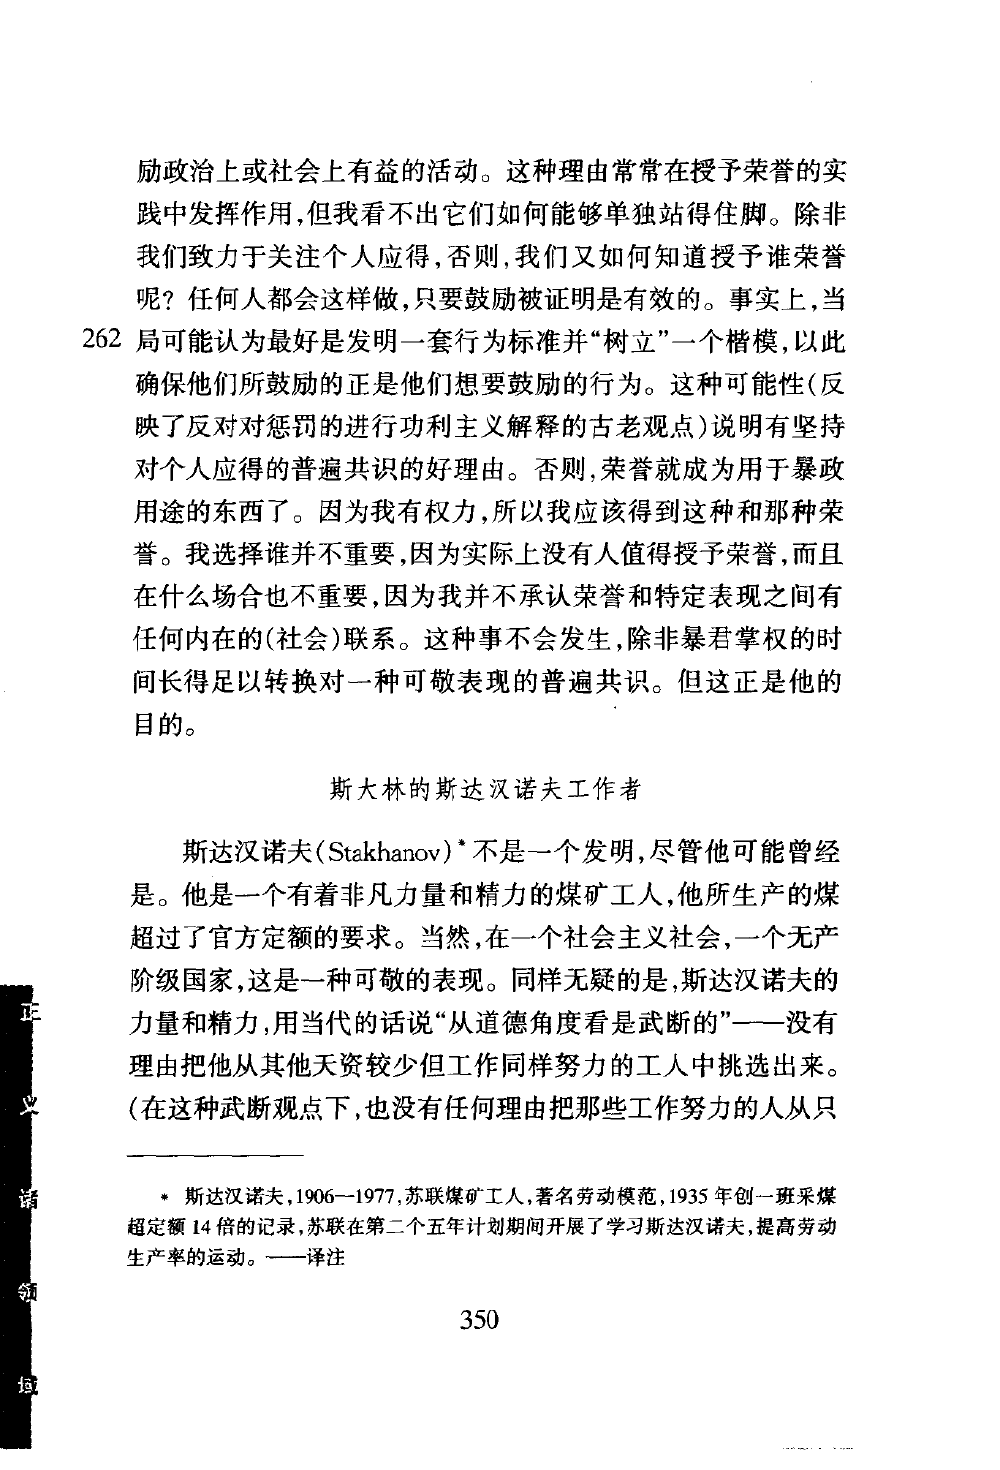 励政治上或社会上有益的活动。这种理由常常在授予荣誉的实
践中发挥作用,但我看不出它们如何能够单独站得住脚。除非
我们致力于关注个人应得,否则,我们又如何知道授予谁荣誉
呢？任何人都会这样做,只要鼓励被证明是有效的。事实上,当
262 局可能认为最好是发明一套行为标准并“树立”一个楷模,以此
确保他们所鼓励的正是他们想要鼓励的行为。这种可能性(反
映了反对对惩罚的进行功利主义解释的古老观点)说明有坚持
对个人应得的普遍共识的好理由。否则,荣誉就成为用于暴政
用途的东西了。因为我有权力,所以我应该得到这种和那种荣
誉。我选择谁并不重要,因为实际上没有人值得授予荣誉,而且
在什么场合也不重要,因为我并不承认荣誉和特定表现之间有
任何内在的(社会)联系。这种事不会发生,除非暴君掌权的时
间长得足以转换对一种可敬表现的普遍共识。但这正是他的
目的。
斯大林的斯达汉诺夫工作者
斯达汉诺夫(Stakhanov)*不是一个发明,尽管他可能曾经
是。他是一个有着非凡力量和精力的煤矿工人,他所生产的煤
超过了官方定额的要求。当然,在一个社会主义社会,一个无产
阶级国家,这是一种可敬的表现。同样无疑的是,斯达汉诺夫的
力量和精力,用当代的话说“从道德角度看是武断的”——没有
理由把他从其他天资较少但工作同样努力的工人中挑选出来。
(在这种武断观点下,也没有任何理由把那些工作努力的人从只
* 斯达汉诺夫,1906—1977,苏联煤矿工人,著名劳动模范,1935年创一班采煤
超定额14倍的记录,苏联在第二个五年计划期间开展了学习斯达汉诺夫,提高劳动
生产率的运动。——译注
350
正
义
诸
领
域